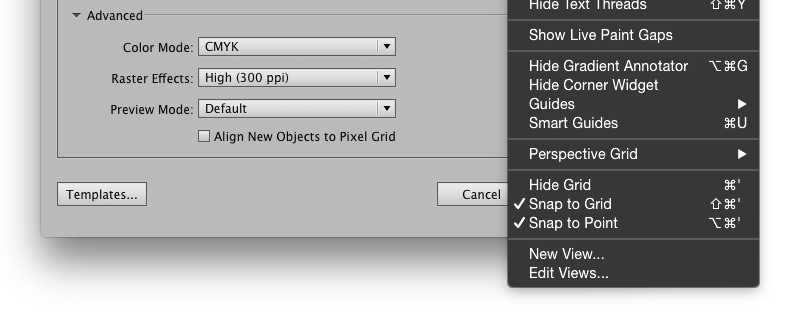 Advanced
Color Mode: CMYK
Raster Effects: High (300 ppi)
Preview Mode: Default
Align New Objects to Pixel Grid
Templates...
Cancel
Hide Text Threads ⇧⌘Y
Show Live Paint Gaps
Hide Gradient Annotator ⌥⌘G
Hide Corner Widget
Guides
Smart Guides ⌘U
Perspective Grid
Hide Grid ⌘'
✓ Snap to Grid ⇧⌘'
✓ Snap to Point ⌥⌘'
New View...
Edit Views...